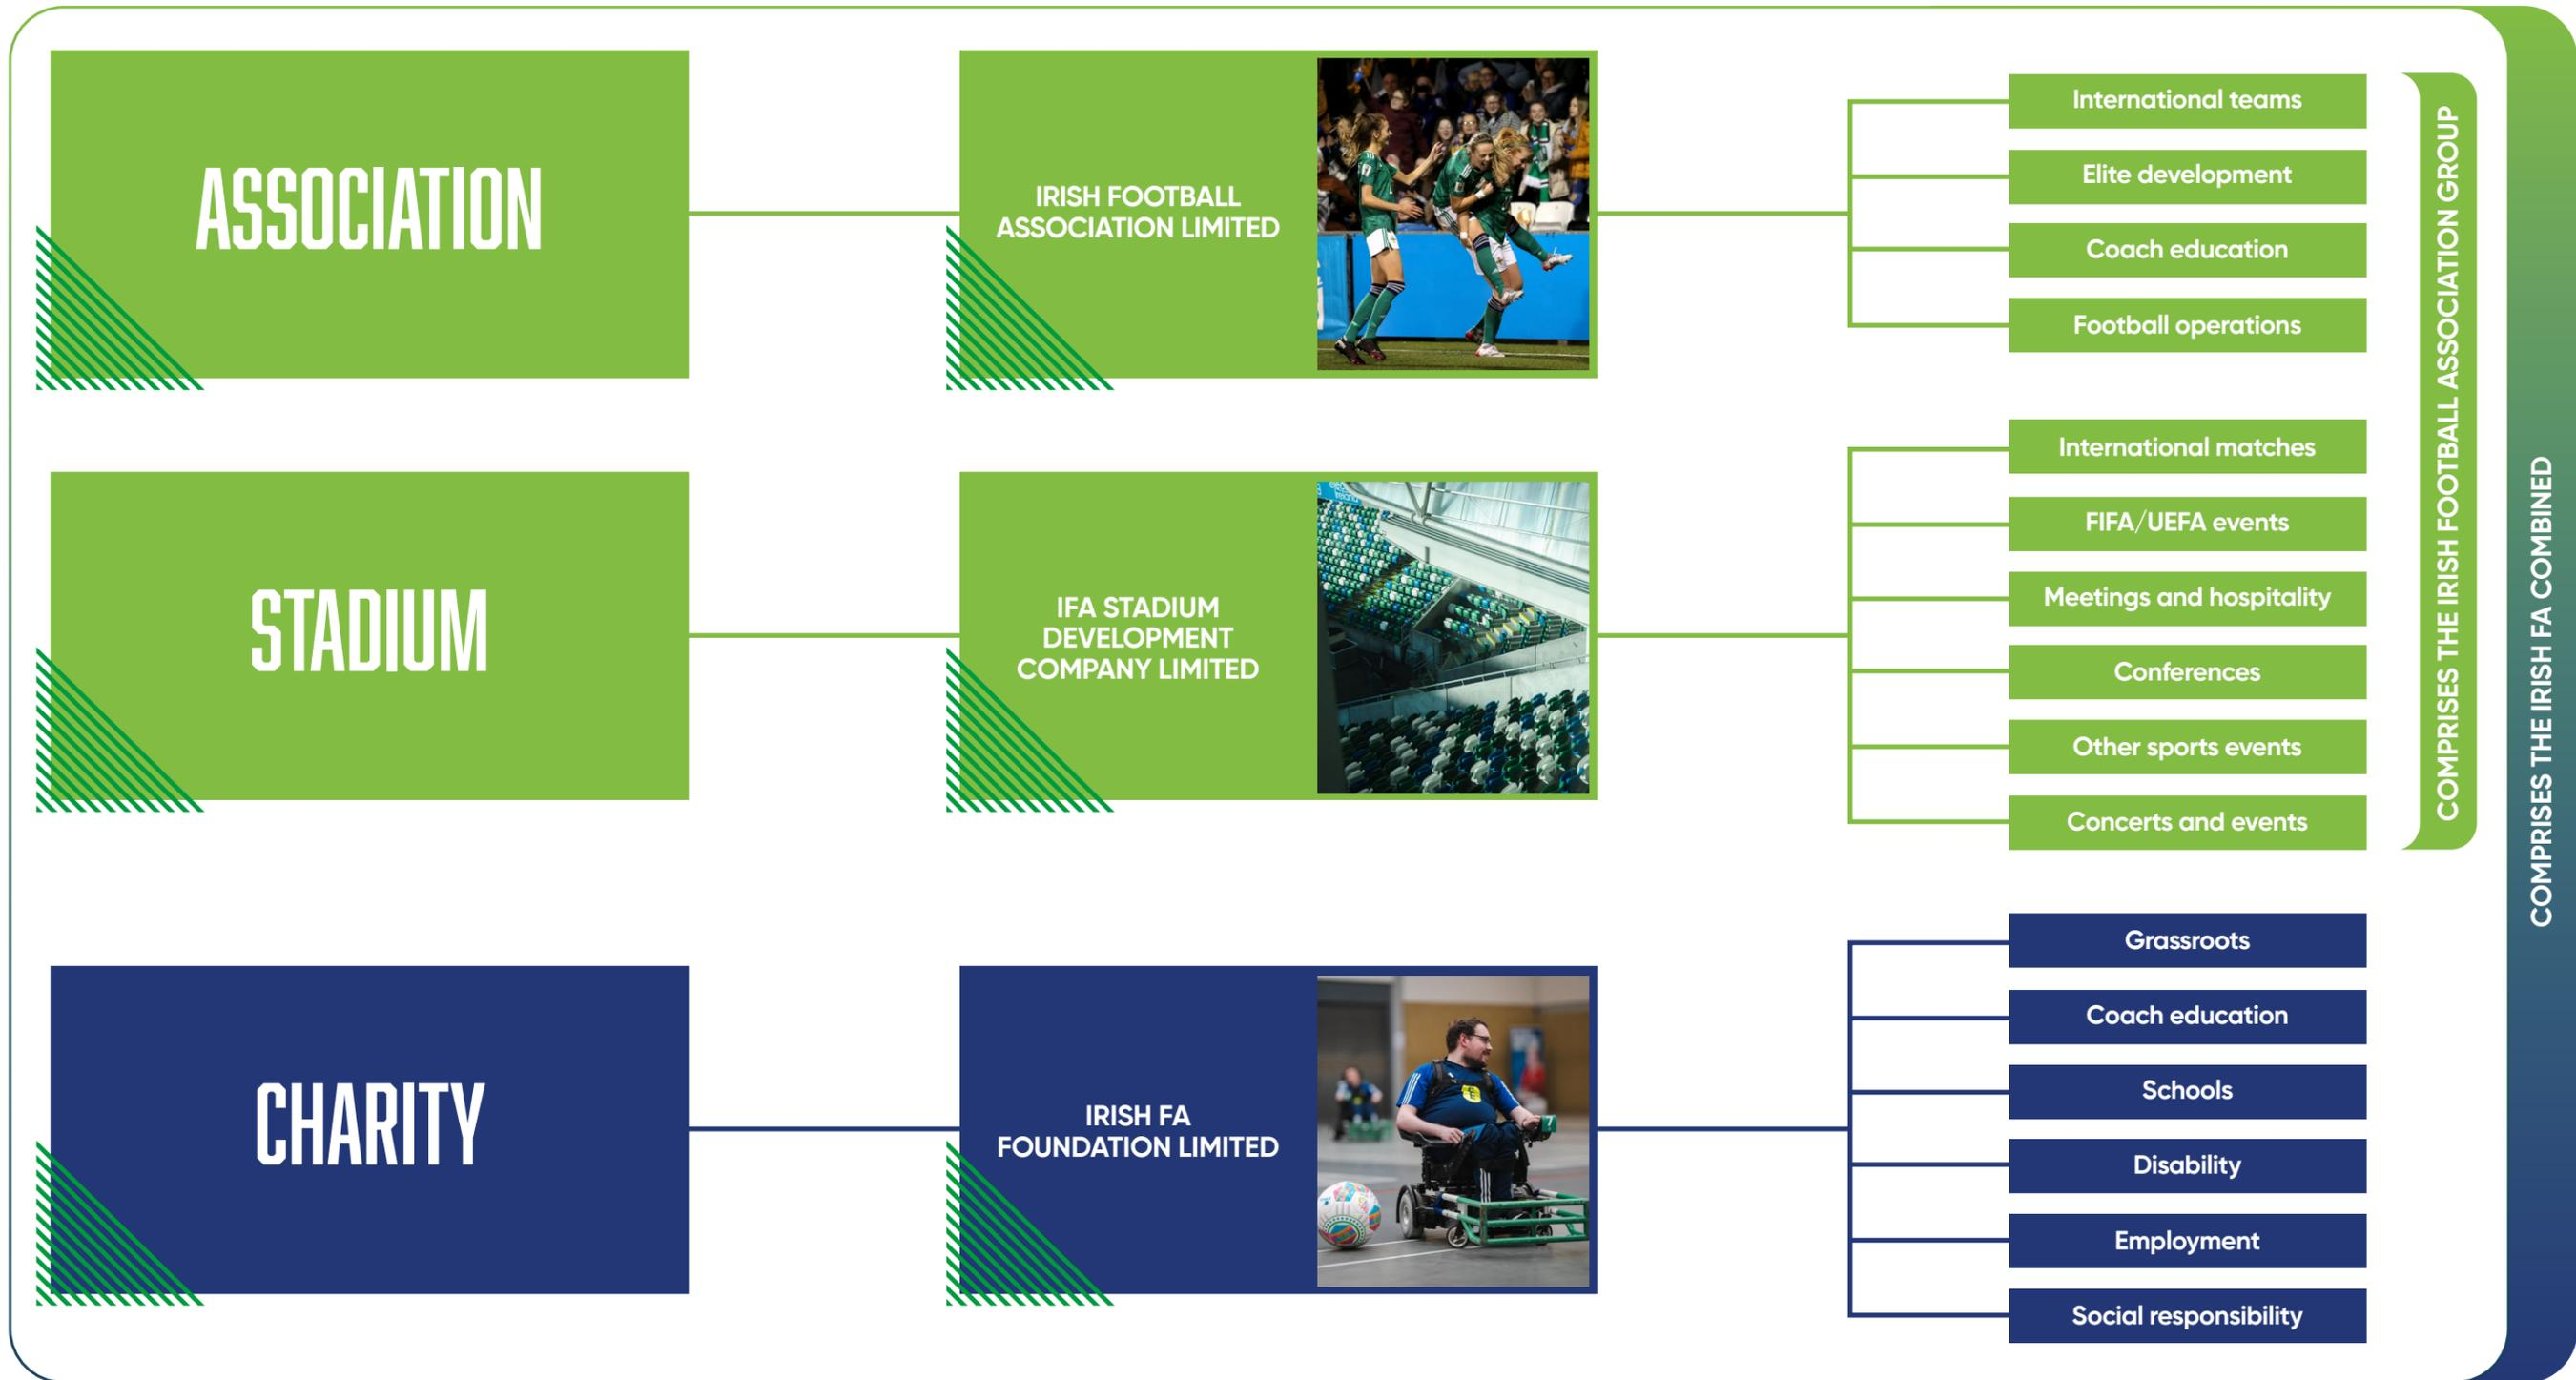 ASSOCIATION
IRISH FOOTBALL
ASSOCIATION LIMITED
International teams
Elite development
Coach education
Football operations
STADIUM
IFA STADIUM
DEVELOPMENT
COMPANY LIMITED
International matches
FIFA/UEFA events
Meetings and hospitality
Conferences
Other sports events
Concerts and events
COMPRISES THE IRISH FOOTBALL ASSOCIATION GROUP
CHARITY
IRISH FA
FOUNDATION LIMITED
Grassroots
Coach education
Schools
Disability
Employment
Social responsibility
COMPRISES THE IRISH FA COMBINED